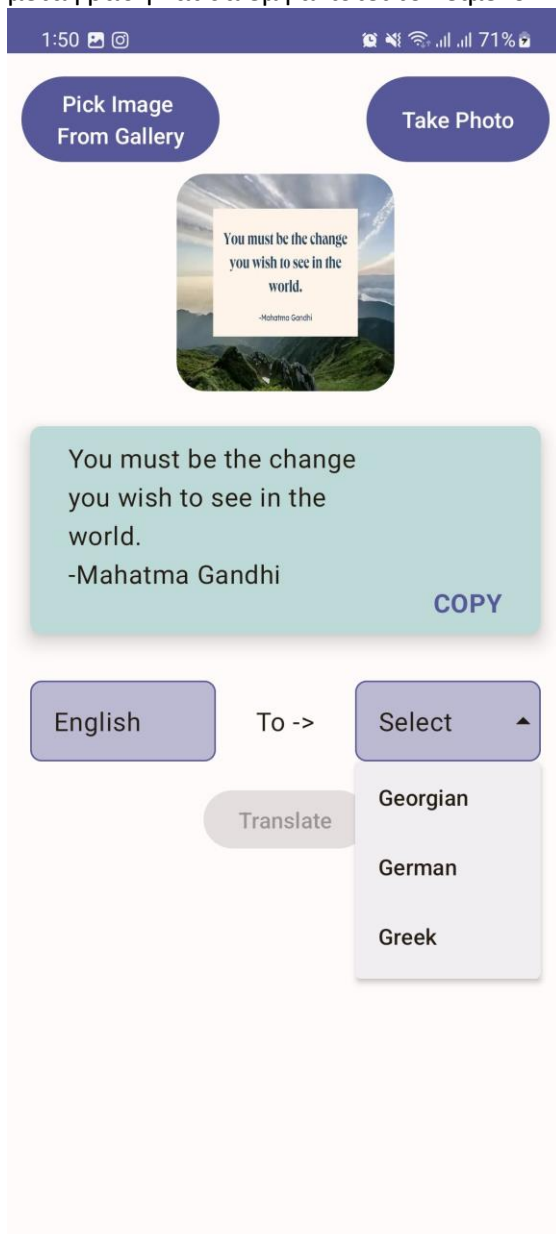 1:50
71%
Pick Image
From Gallery
Take Photo
You must be the change
you wish to see in the
world.
-Mahatma Gandhi
You must be the change
you wish to see in the
world.
-Mahatma Gandhi
COPY
English
To ->
Select
Translate
Georgian
German
Greek